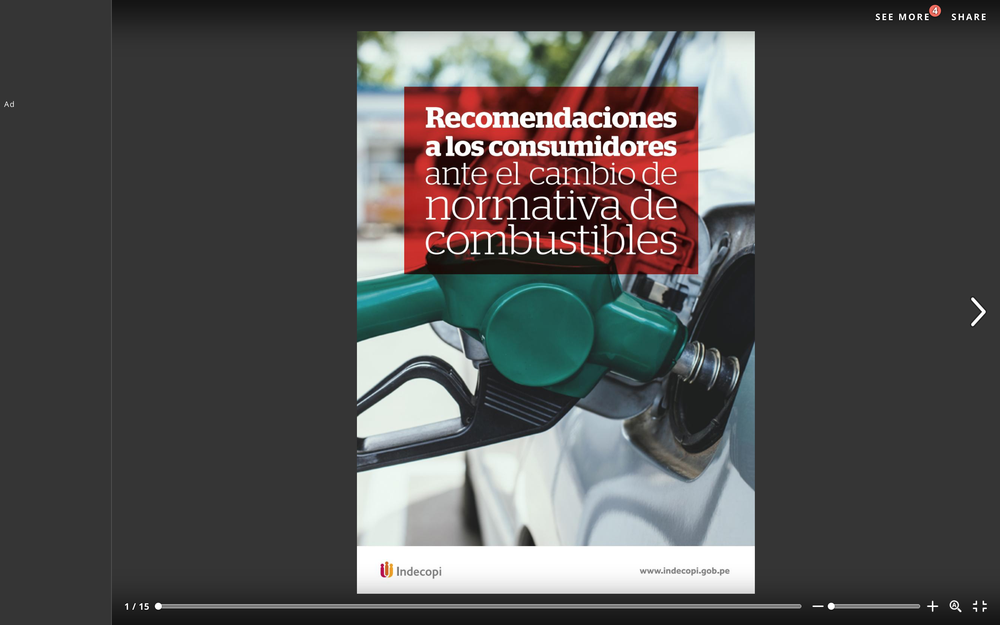 SEE MORE 4 SHARE
Ad
Recomendaciones
a los consumidores
ante el cambio de
normativa de
combustibles
Indecopi
www.indecopi.gob.pe
1 / 15